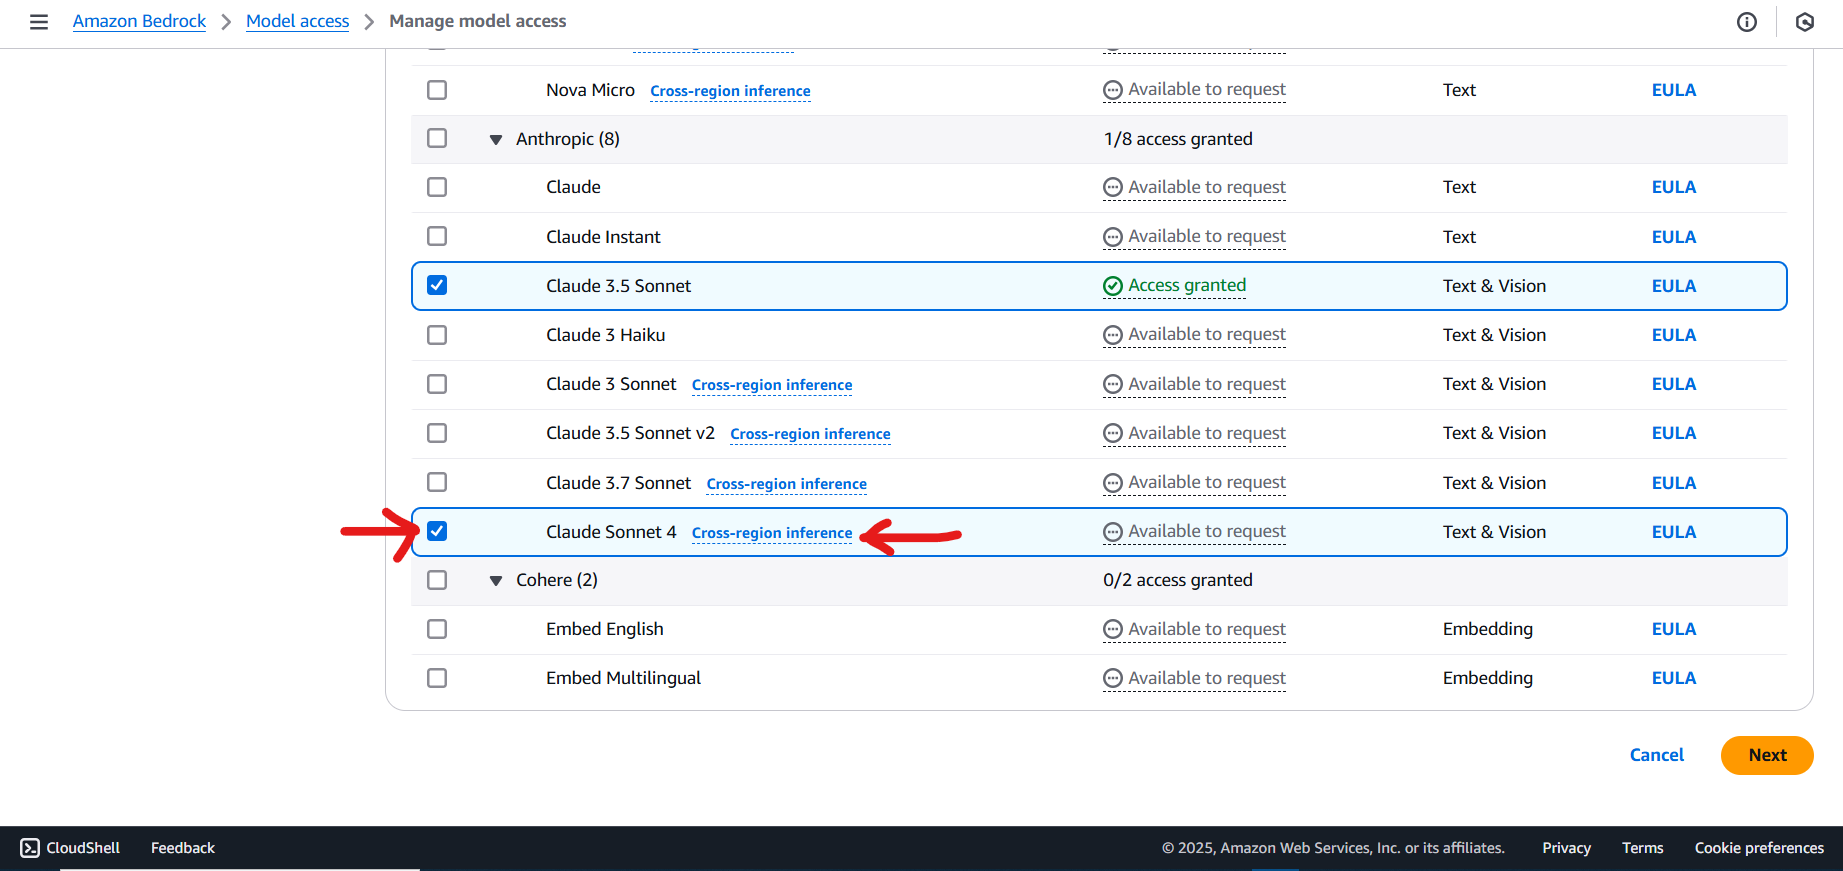 Amazon Bedrock > Model access > Manage model access
Nova Micro Cross-region inference Available to request Text EULA
Anthropic (8) 1/8 access granted
Claude Available to request Text EULA
Claude Instant Available to request Text EULA
Claude 3.5 Sonnet Access granted Text & Vision EULA
Claude 3 Haiku Available to request Text & Vision EULA
Claude 3 Sonnet Cross-region inference Available to request Text & Vision EULA
Claude 3.5 Sonnet v2 Cross-region inference Available to request Text & Vision EULA
Claude 3.7 Sonnet Cross-region inference Available to request Text & Vision EULA
Claude Sonnet 4 Cross-region inference Available to request Text & Vision EULA
Cohere (2) 0/2 access granted
Embed English Available to request Embedding EULA
Embed Multilingual Available to request Embedding EULA
Cancel Next
CloudShell Feedback © 2025, Amazon Web Services, Inc. or its affiliates. Privacy Terms Cookie preferences